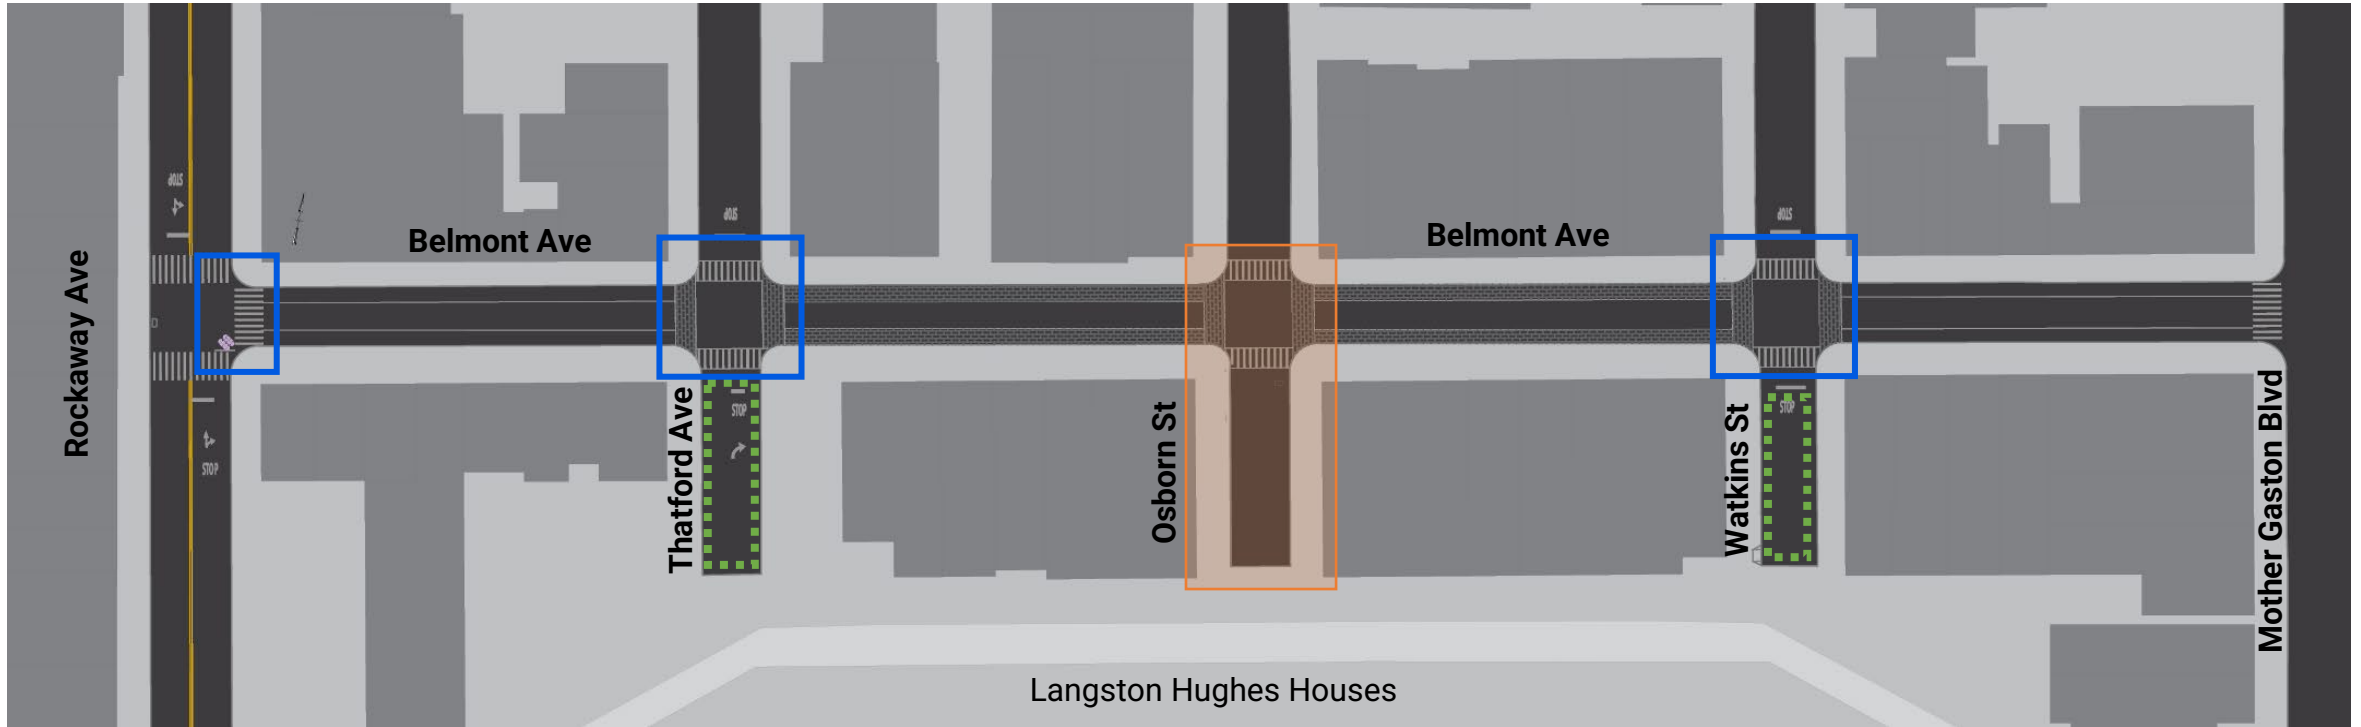 STOP
STOP
STOP
Belmont Ave
Belmont Ave
Rockaway Ave
STOP
Thatford Ave
STOP
Osborn St
Watkins St
STOP
Mother Gaston Blvd
Langston Hughes Houses